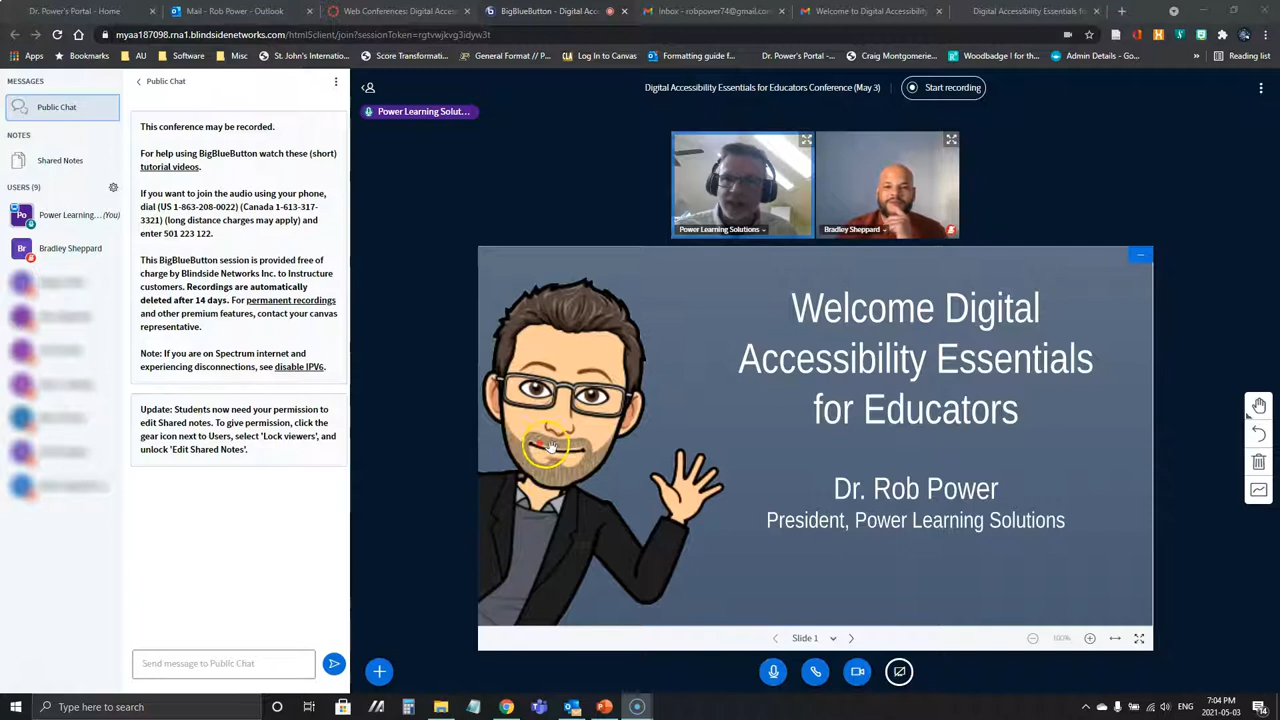 Dr. Power's Portal - Home
Mail - Rob Power - Outlook
Web Conferences: Digital Access
BigBlueButton - Digital Acc
Inbox - robpower74@gmail.com
Welcome to Digital Accessibility
Digital Accessibility Essentials fo
myaa187098.rna1.blindsidenetworks.com/html5client/join?sessionToken=rgtvwjkvg3idyw3t
Apps
Bookmarks
AU
Software
Misc
St. John's Internatio...
Score Transformati...
General Format // P...
Log In to Canvas
Formatting guide f...
Dr. Power's Portal -...
Craig Montgomerie...
Woodbadge | for th...
Admin Details - Go...
Reading list
MESSAGES
Public Chat
NOTES
Shared Notes
USERS (9)
Po
Power Learning... (You)
Br
Bradley Sheppard
Public Chat
This conference may be recorded.
For help using BigBlueButton watch these (short)
tutorial videos.
If you want to join the audio using your phone,
dial (US 1-863-208-0022) (Canada 1-613-317-
3321) (long distance charges may apply) and
enter 501 223 122.
This BigBlueButton session is provided free of
charge by Blindside Networks Inc. to Instructure
customers. Recordings are automatically
deleted after 14 days. For permanent recordings
and other premium features, contact your canvas
representative.
Note: If you are on Spectrum internet and
experiencing disconnections, see disable IPV6.
Update: Students now need your permission to
edit Shared notes. To give permission, click the
gear icon next to Users, select 'Lock viewers', and
unlock 'Edit Shared Notes'.
Send message to Public Chat
Digital Accessibility Essentials for Educators Conference (May 3)
Start recording
Power Learning Solut...
Power Learning Solutions
Bradley Sheppard
Welcome Digital
Accessibility Essentials
for Educators
Dr. Rob Power
President, Power Learning Solutions
Slide 1
100%
Type here to search
ENG
7:04 PM
2021-05-03